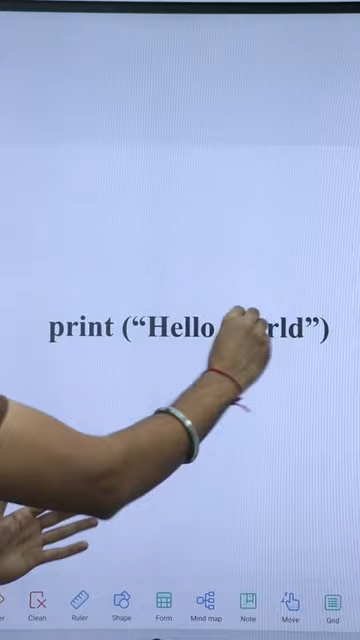 print (“Hello rld”)
Clean Ruler Shape Form Mind map Note Move Grid